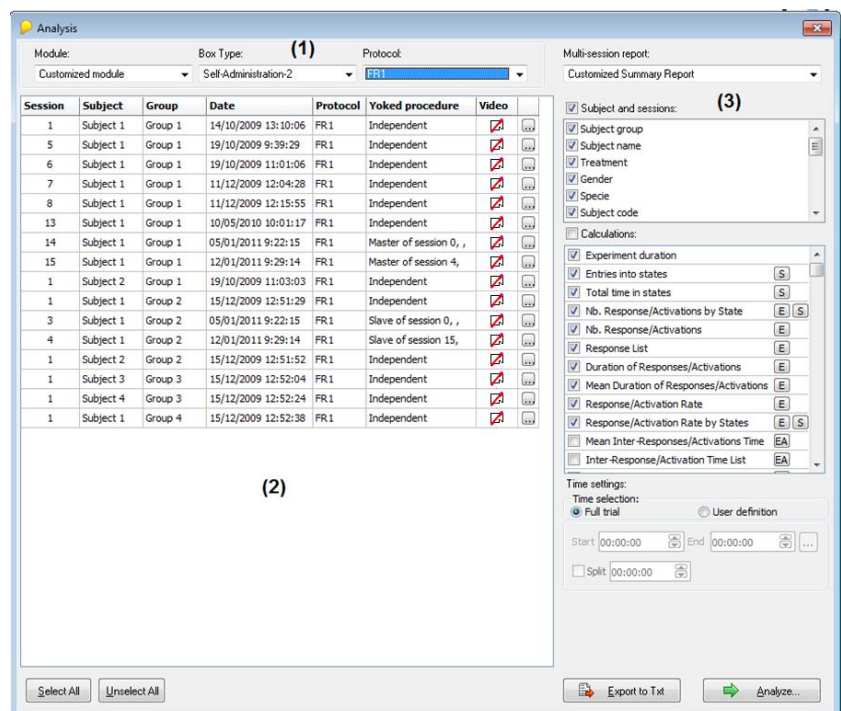 Analysis
Module: Box Type: (1) Protocol: Multi-session report:
Customized module Self-Administration-2 FR1 Customized Summary Report
Session Subject Group Date Protocol Yoked procedure Video
1 Subject 1 Group 1 14/10/2009 13:10:06 FR1 Independent ...
5 Subject 1 Group 1 19/10/2009 9:39:29 FR1 Independent ...
6 Subject 1 Group 1 19/10/2009 11:01:06 FR1 Independent ...
7 Subject 1 Group 1 11/12/2009 12:04:28 FR1 Independent ...
8 Subject 1 Group 1 11/12/2009 12:15:55 FR1 Independent ...
13 Subject 1 Group 1 10/05/2010 10:01:17 FR1 Independent ...
14 Subject 1 Group 1 05/01/2011 9:22:15 FR1 Master of session 0, , ...
15 Subject 1 Group 1 12/01/2011 9:29:14 FR1 Master of session 4, ...
1 Subject 2 Group 1 19/10/2009 11:03:03 FR1 Independent ...
1 Subject 1 Group 2 15/12/2009 12:51:29 FR1 Independent ...
3 Subject 1 Group 2 05/01/2011 9:22:15 FR1 Slave of session 0, , ...
4 Subject 1 Group 2 12/01/2011 9:29:14 FR1 Slave of session 15, ...
1 Subject 2 Group 2 15/12/2009 12:51:52 FR1 Independent ...
1 Subject 3 Group 3 15/12/2009 12:52:04 FR1 Independent ...
1 Subject 4 Group 3 15/12/2009 12:52:24 FR1 Independent ...
1 Subject 1 Group 4 15/12/2009 12:52:38 FR1 Independent ...
(2)
Subject and sessions: (3)
Subject group
Subject name
Treatment
Gender
Specie
Subject code
Calculations:
Experiment duration
Entries into states S
Total time in states S
Nb. Response/Activations by State E S
Nb. Response/Activations E
Response List E
Duration of Responses/Activations E
Mean Duration of Responses/Activations E
Response/Activation Rate E
Response/Activation Rate by States E S
Mean Inter-Responses/Activations Time EA
Inter-Response/Activation Time List EA
Time settings:
Time selection:
Full trial User definition
Start 00:00:00 End 00:00:00 ...
Split 00:00:00
Select All Unselect All Export to Txt Analyze...